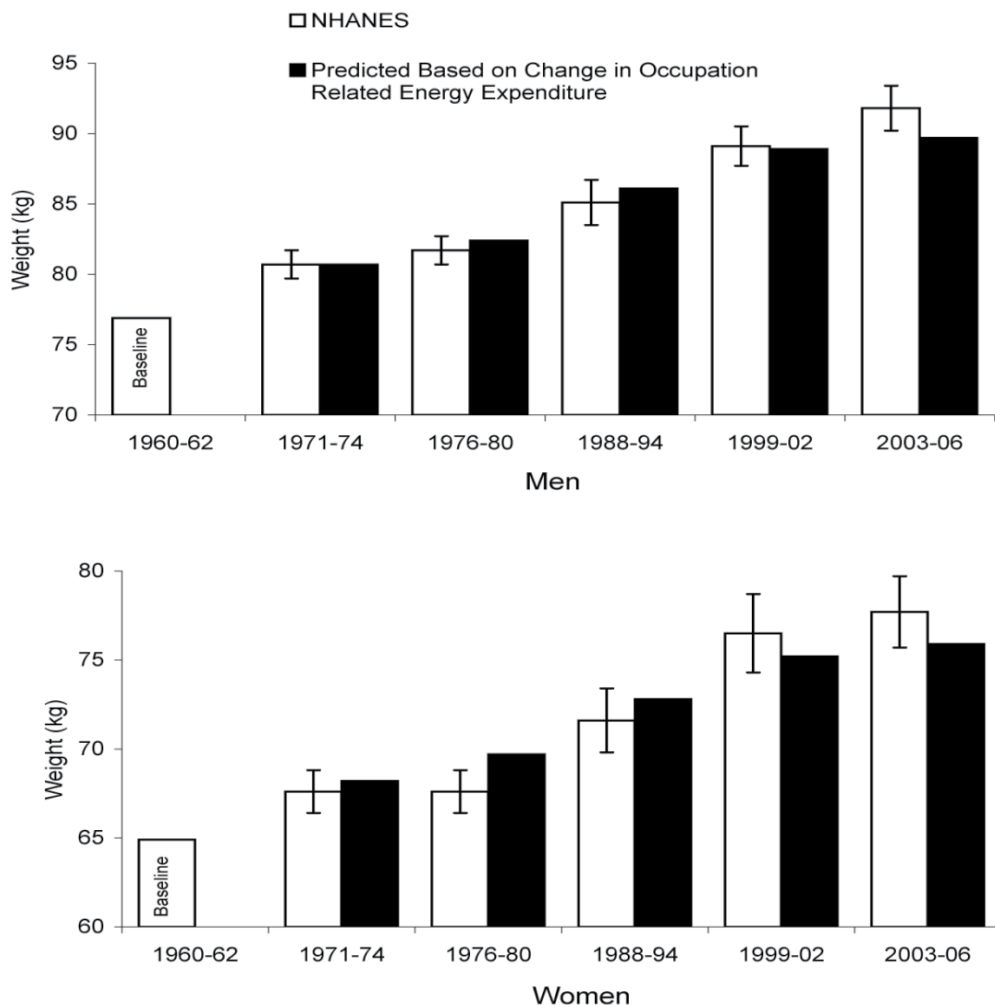 NHANES
Predicted Based on Change in Occupation
Related Energy Expenditure
95
90
85
80
75
70
Weight (kg)
Baseline
1960-62 1971-74 1976-80 1988-94 1999-02 2003-06
Men
80
75
70
65
60
Weight (kg)
Baseline
1960-62 1971-74 1976-80 1988-94 1999-02 2003-06
Women